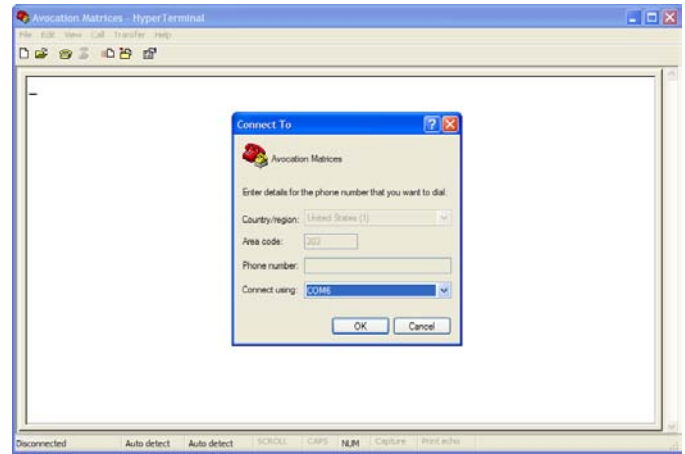 Avocation Matrices - HyperTerminal
File Edit View Call Transfer Help
Connect To
Avocation Matrices
Enter details for the phone number that you want to dial:
Country/region: United States (1)
Area code: 203
Phone number:
Connect using: COM6
OK Cancel
Disconnected Auto detect Auto detect SCROLL CAPS NUM Capture Print echo